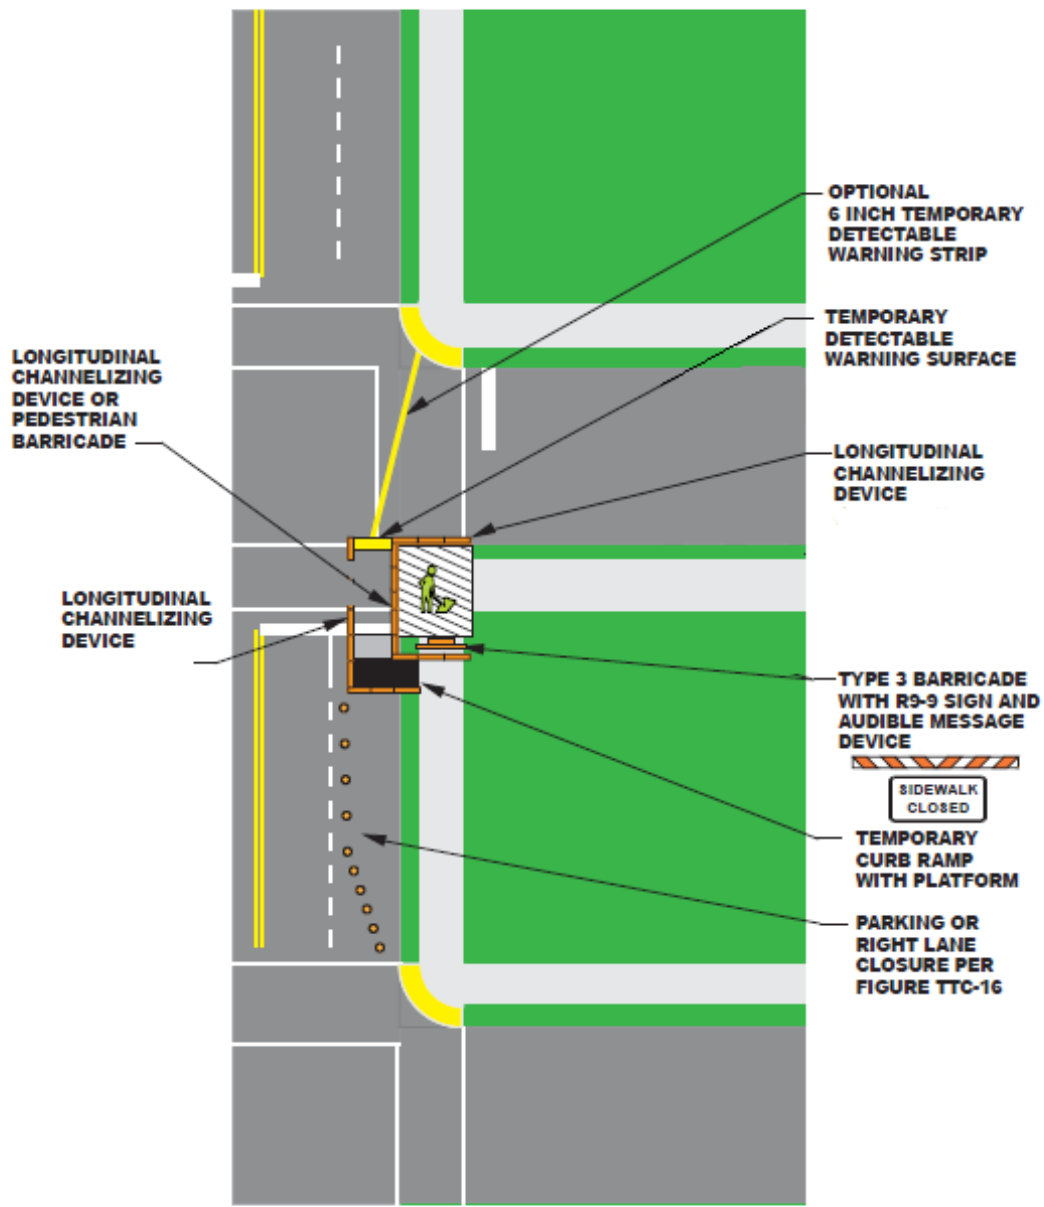 OPTIONAL
6 INCH TEMPORARY
DETECTABLE
WARNING STRIP
TEMPORARY
DETECTABLE
WARNING SURFACE
LONGITUDINAL
CHANNELIZING
DEVICE OR
PEDESTRIAN
BARRICADE
LONGITUDINAL
CHANNELIZING
DEVICE
LONGITUDINAL
CHANNELIZING
DEVICE
TYPE 3 BARRICADE
WITH R9-9 SIGN AND
AUDIBLE MESSAGE
DEVICE
SIDEWALK
CLOSED
TEMPORARY
CURB RAMP
WITH PLATFORM
PARKING OR
RIGHT LANE
CLOSURE PER
FIGURE TTC-16